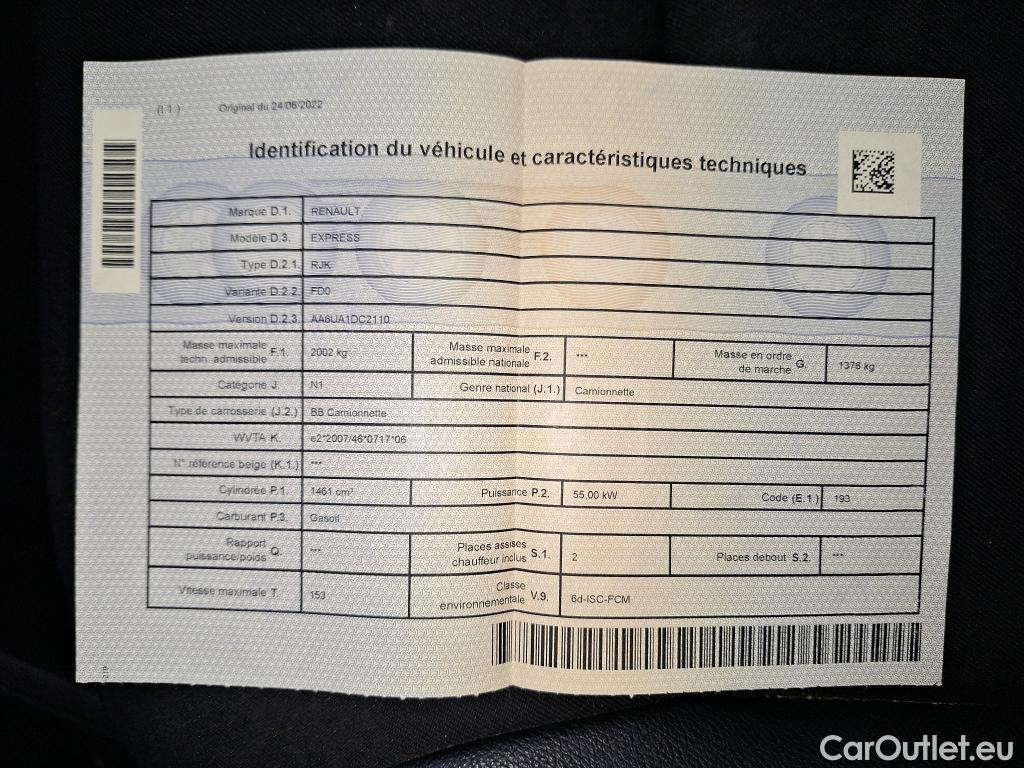 (I.1.) Original du 24/06/2022
Identification du véhicule et caractéristiques techniques
Marque D.1. RENAULT
Modèle D.3. EXPRESS
Type D.2.1. RJK
Variante D.2.2. FD0
Version D.2.3. AA6UA1DC2110
Masse maximale techn. admissible F.1. 2002 kg Masse maximale admissible nationale F.2. *** Masse en ordre de marche G. 1376 kg
Catégorie J. N1 Genre national (J.1.) Camionnette
Type de carrosserie (J.2.) BB Camionnette
WVTA K. e2*2007/46*0717*06
N° référence belge (K.1.) ***
Cylindrée P.1. 1461 cm³ Puissance P.2. 55,00 kW Code (E.1.) 193
Carburant P.3. Gasoil
Rapport puissance/poids Q. *** Places assises chauffeur inclus S.1. 2 Places debout S.2. ***
Vitesse maximale T. 153 Classe environnementale V.9. 6d-ISC-FCM
-219
CarOutlet.eu